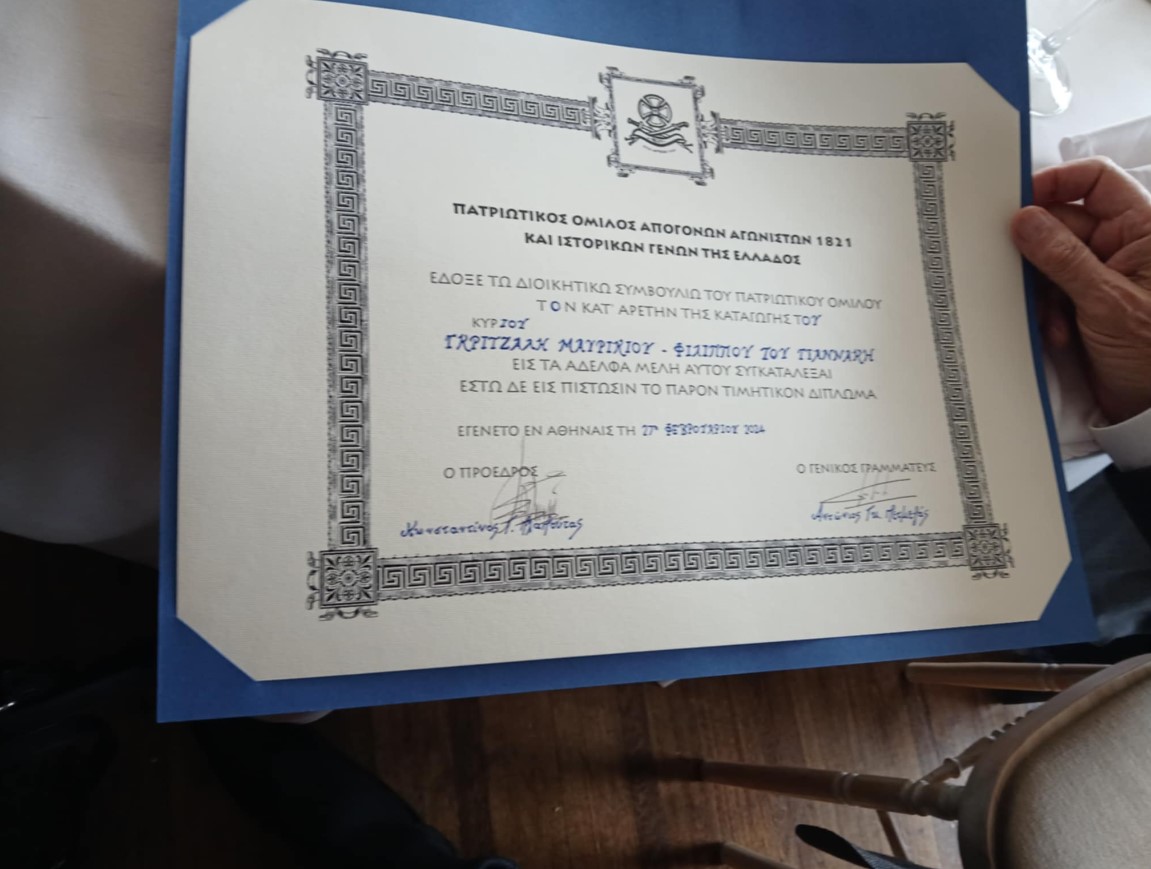 ΠΑΤΡΙΩΤΙΚΟΣ ΟΜΙΛΟΣ ΑΠΟΓΟΝΩΝ ΑΓΩΝΙΣΤΩΝ 1821
ΚΑΙ ΙΣΤΟΡΙΚΩΝ ΓΕΝΩΝ ΤΗΣ ΕΛΛΑΔΟΣ
ΕΔΟΞΕ ΤΩ ΔΙΟΙΚΗΤΙΚΩ ΣΥΜΒΟΥΛΙΩ ΤΟΥ ΠΑΤΡΙΩΤΙΚΟΥ ΟΜΙΛΟΥ
ΤΟΝ ΚΑΤ' ΑΡΕΤΗΝ ΤΗΣ ΚΑΤΑΓΩΓΗΣ ΤΟΥ
ΚΥΡΙΟΥ
ΓΚΡΙΤΖΑΛΗ ΜΑΥΡΙΚΙΟΥ - ΦΙΛΙΠΠΟΥ ΤΟΥ ΓΙΑΝΝΑΚΗ
ΕΙΣ ΤΑ ΑΔΕΛΦΑ ΜΕΛΗ ΑΥΤΟΥ ΣΥΓΚΑΤΑΛΕΞΑΙ
ΕΣΤΩ ΔΕ ΕΙΣ ΠΙΣΤΩΣΙΝ ΤΟ ΠΑΡΟΝ ΤΙΜΗΤΙΚΟΝ ΔΙΠΛΩΜΑ
ΕΓΕΝΕΤΟ ΕΝ ΑΘΗΝΑΙΣ ΤΗ 27η ΦΕΒΡΟΥΑΡΙΟΥ 2024
Ο ΠΡΟΕΔΡΟΣ
Ο ΓΕΝΙΚΟΣ ΓΡΑΜΜΑΤΕΥΣ
Κωνσταντίνος Γ.
Αντώνιος